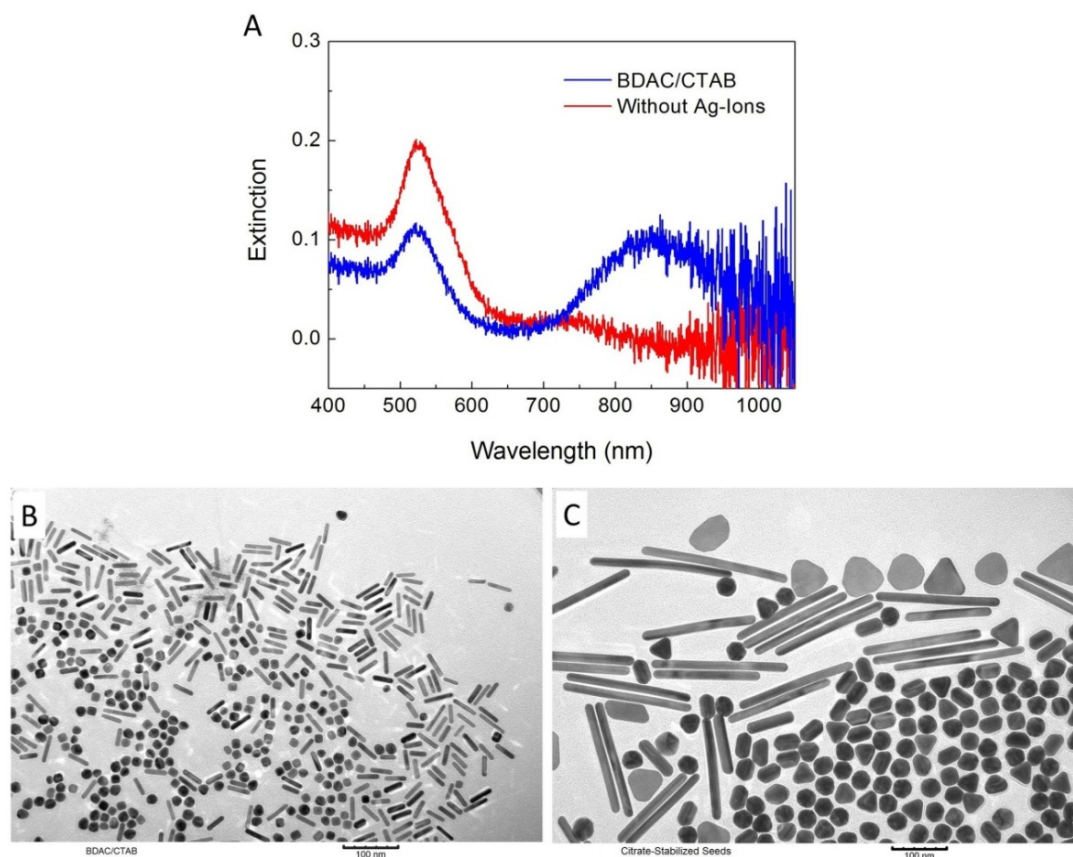 A
0.3
0.2
0.1
0.0
Extinction
BDAC/CTAB
Without Ag-Ions
400 500 600 700 800 900 1000
Wavelength (nm)
B
C
BDAC/CTAB
100 nm
Citrate-Stabilized Seeds
100 nm